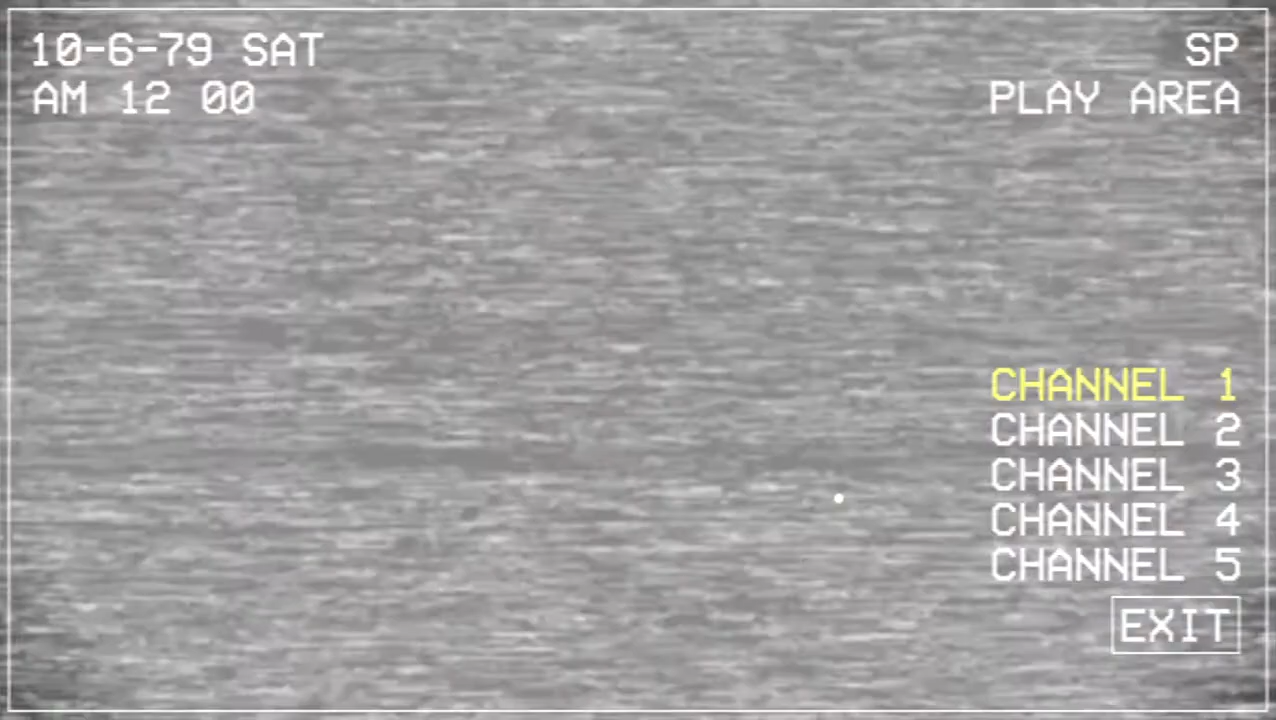 10-6-79 SAT
AM 12 00
SP
PLAY AREA
CHANNEL 1
CHANNEL 2
CHANNEL 3
CHANNEL 4
CHANNEL 5
EXIT